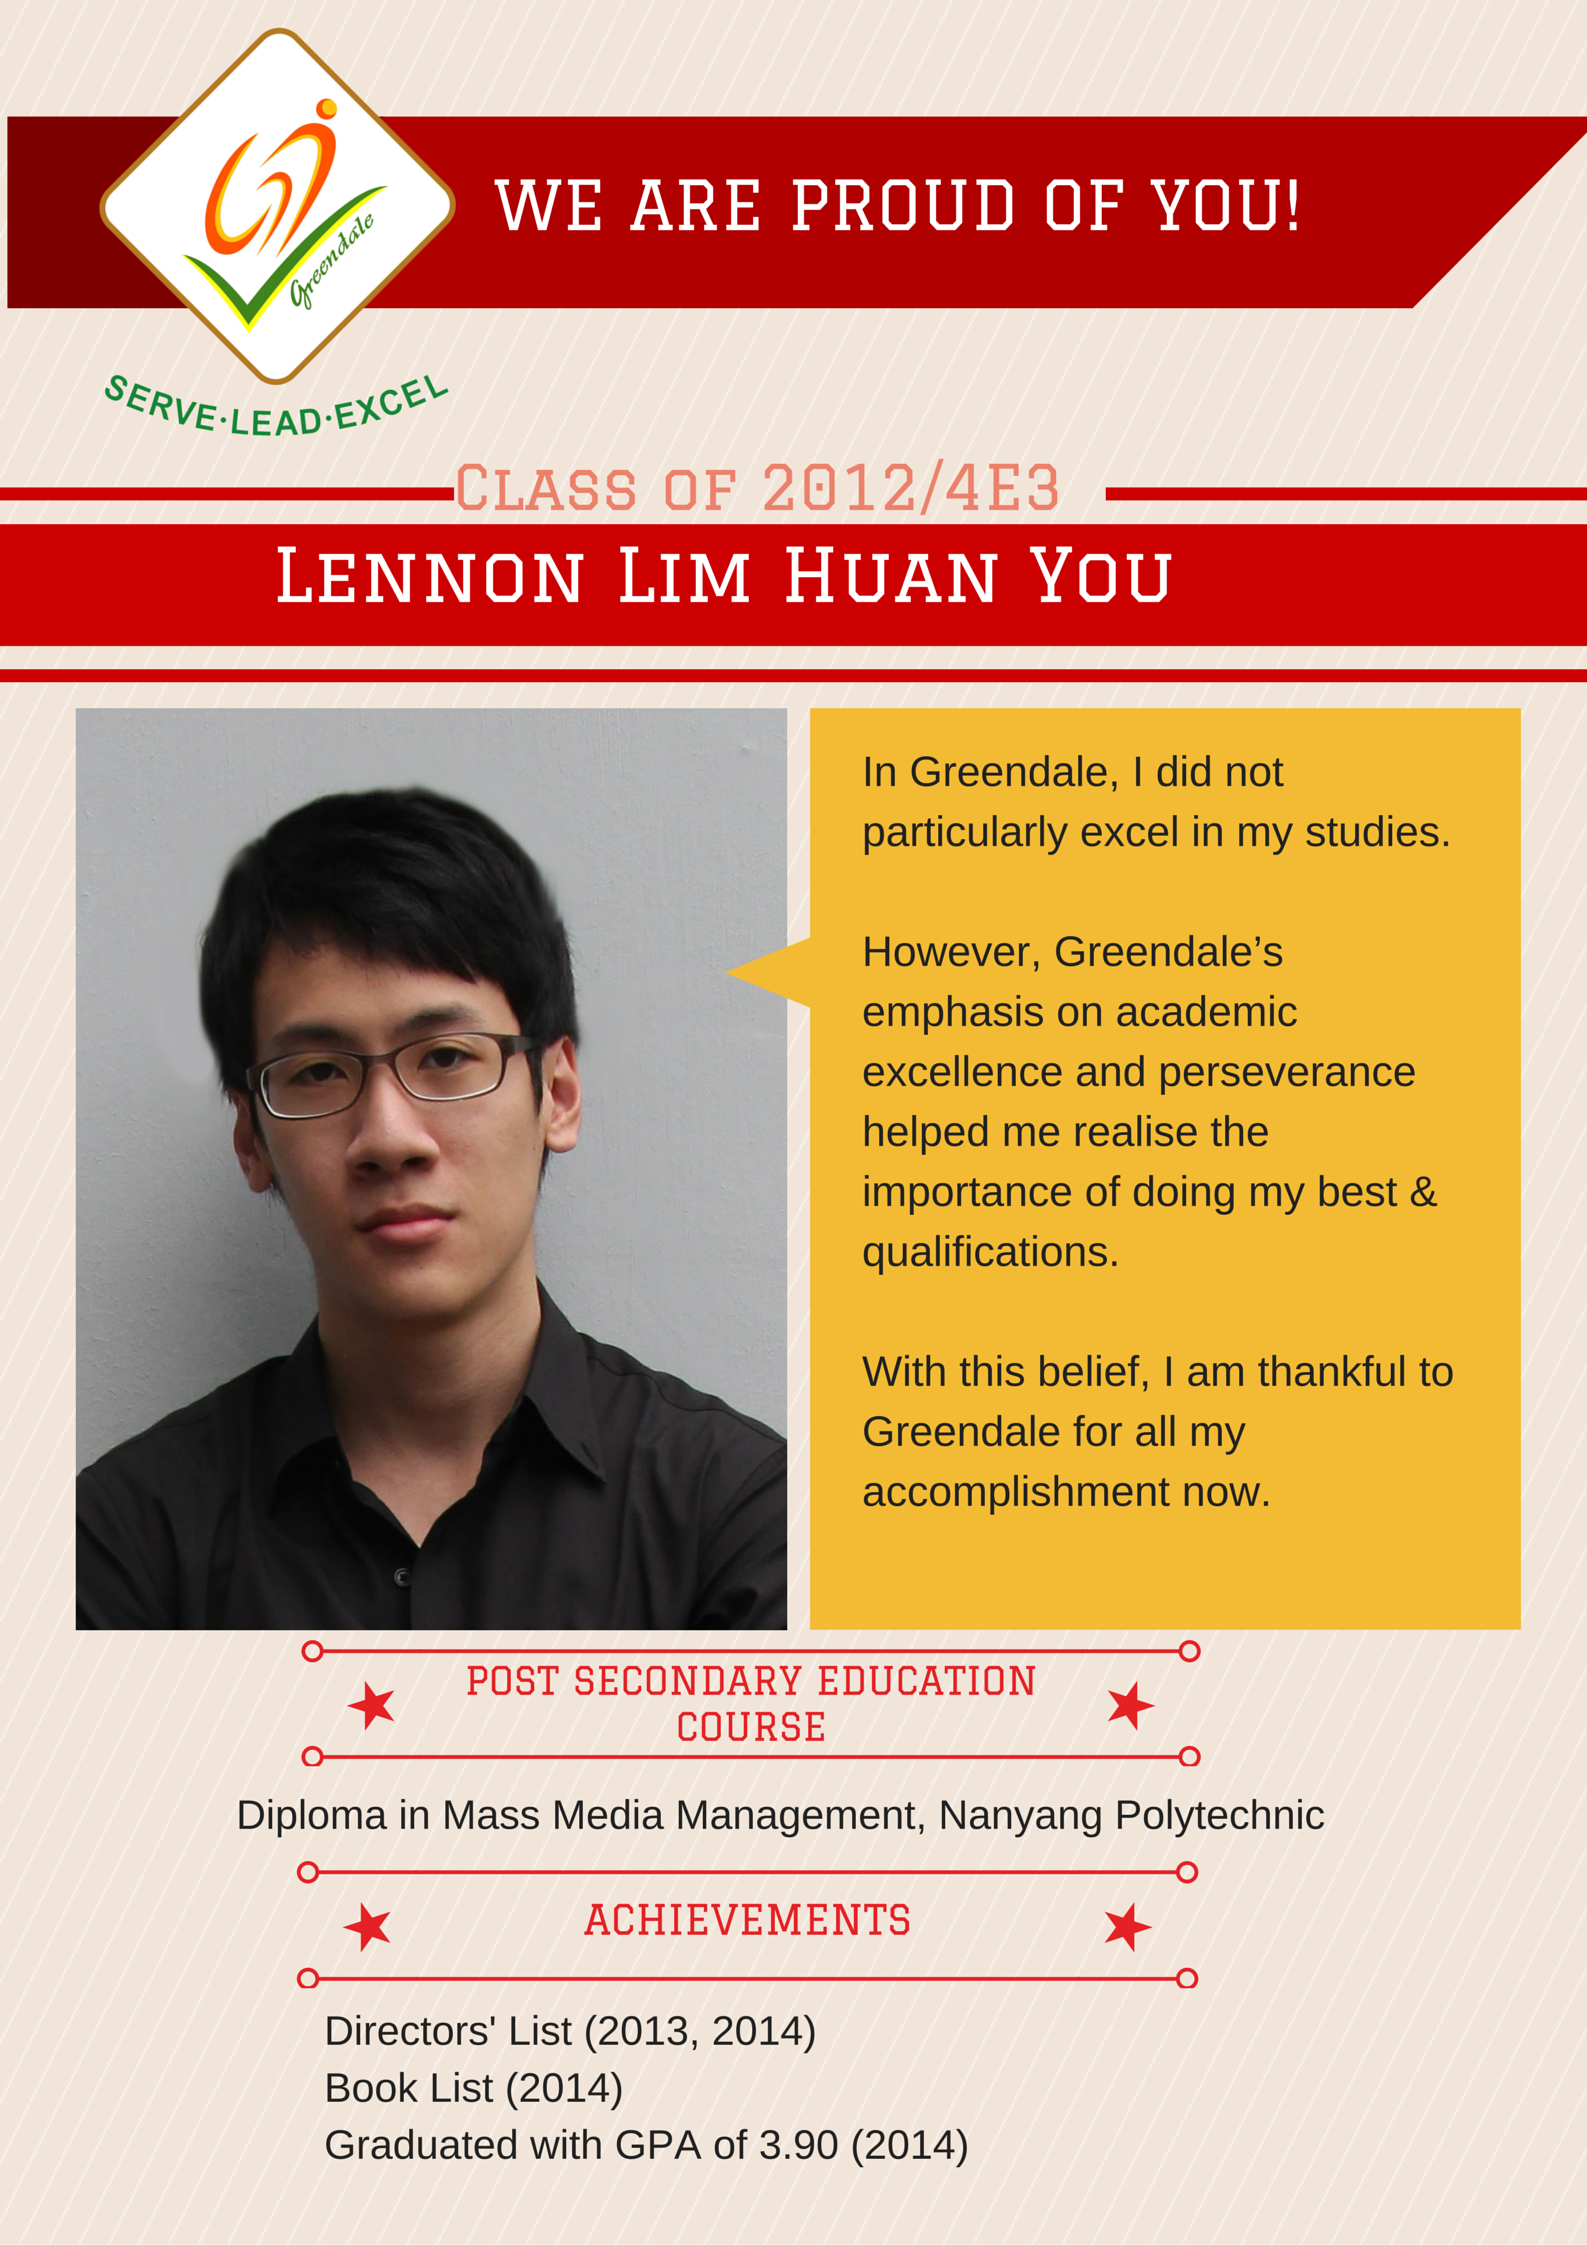 Greendale
SERVE·LEAD·EXCEL
WE ARE PROUD OF YOU!
CLASS OF 2012/4E3
LENNON LIM HUAN YOU
In Greendale, I did not
particularly excel in my studies.
However, Greendale’s
emphasis on academic
excellence and perseverance
helped me realise the
importance of doing my best &
qualifications.
With this belief, I am thankful to
Greendale for all my
accomplishment now.
POST SECONDARY EDUCATION
COURSE
Diploma in Mass Media Management, Nanyang Polytechnic
ACHIEVEMENTS
Directors' List (2013, 2014)
Book List (2014)
Graduated with GPA of 3.90 (2014)